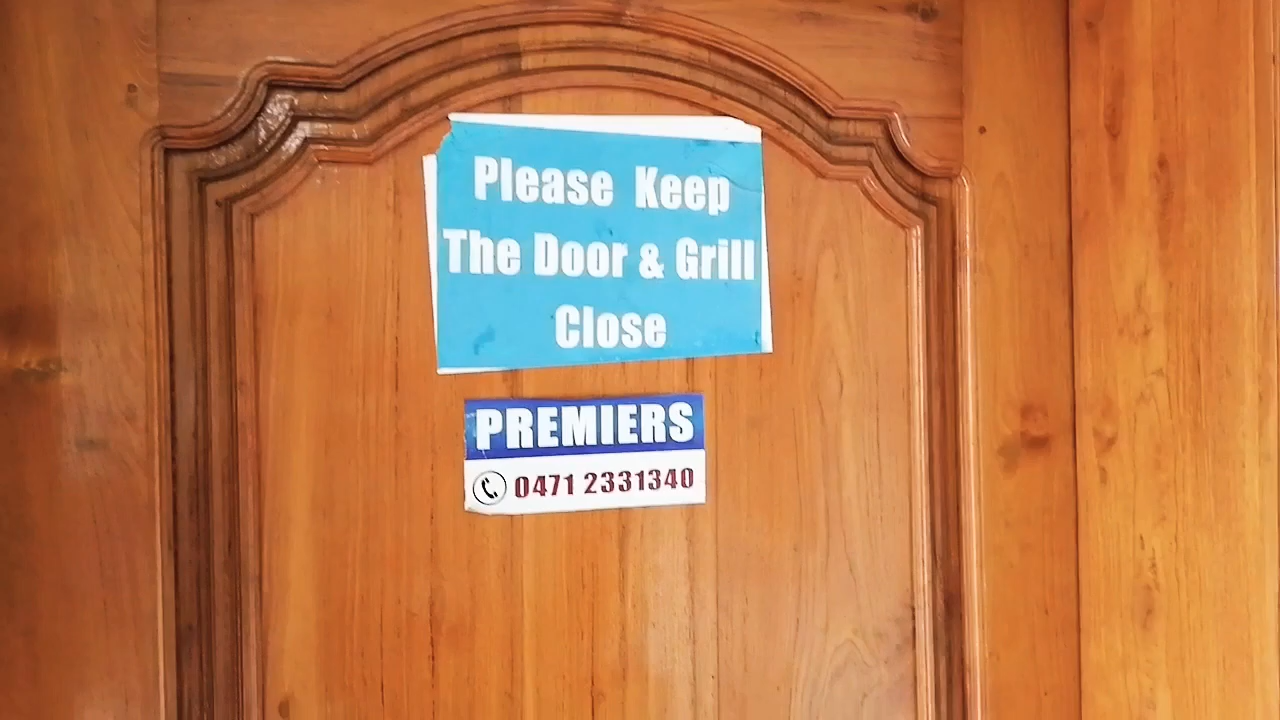 Please Keep
The Door & Grill
Close
PREMIERS
0471 2331340